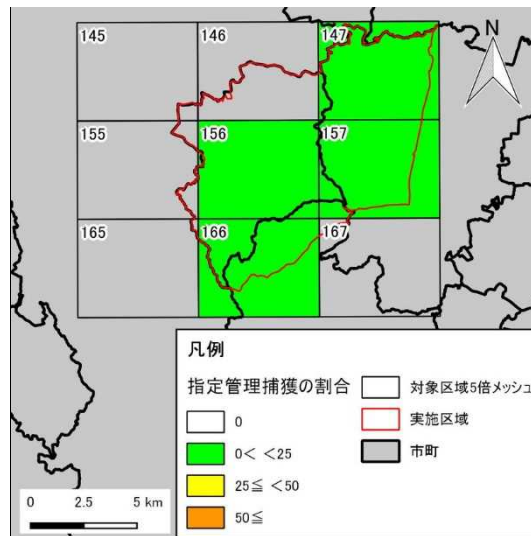 N
145 146 147
155 156 157
165 166 167
凡例
指定管理捕獲の割合
0
0< <25
25≦ <50
50≦
対象区域5倍メッシュ
実施区域
市町
0 2.5 5 km